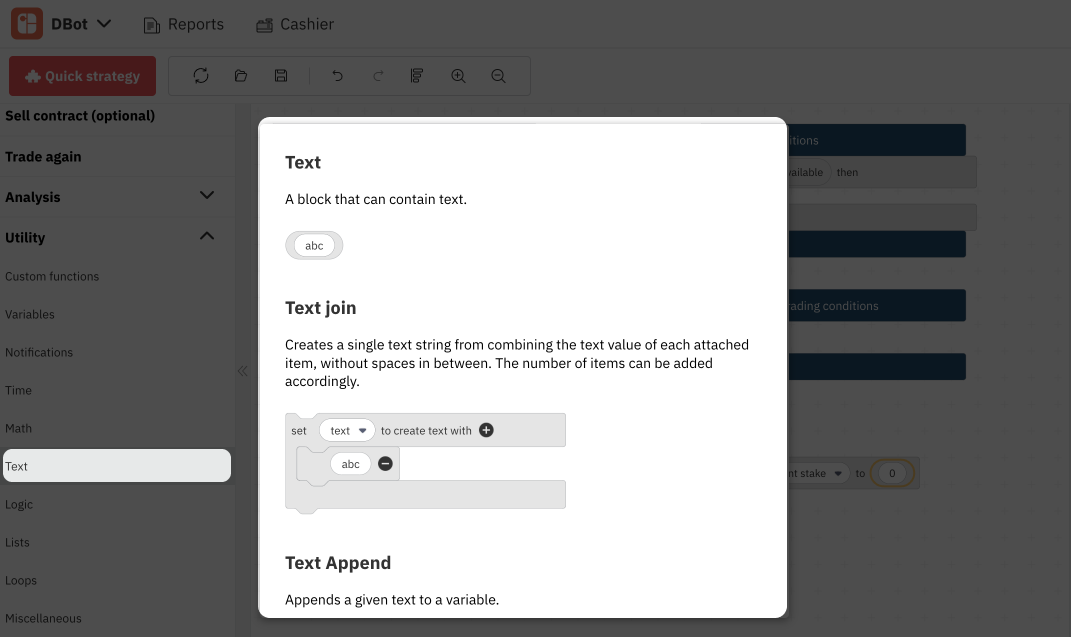 DBot
Reports
Cashier
Quick strategy
Sell contract (optional)
Trade again
Analysis
Utility
Custom functions
Variables
Notifications
Time
Math
Text
Logic
Lists
Loops
Miscellaneous
Text
A block that can contain text.
abc
Text join
Creates a single text string from combining the text value of each attached
item, without spaces in between. The number of items can be added
accordingly.
set text to create text with
abc
Text Append
Appends a given text to a variable.
then
conditions
stake to 0